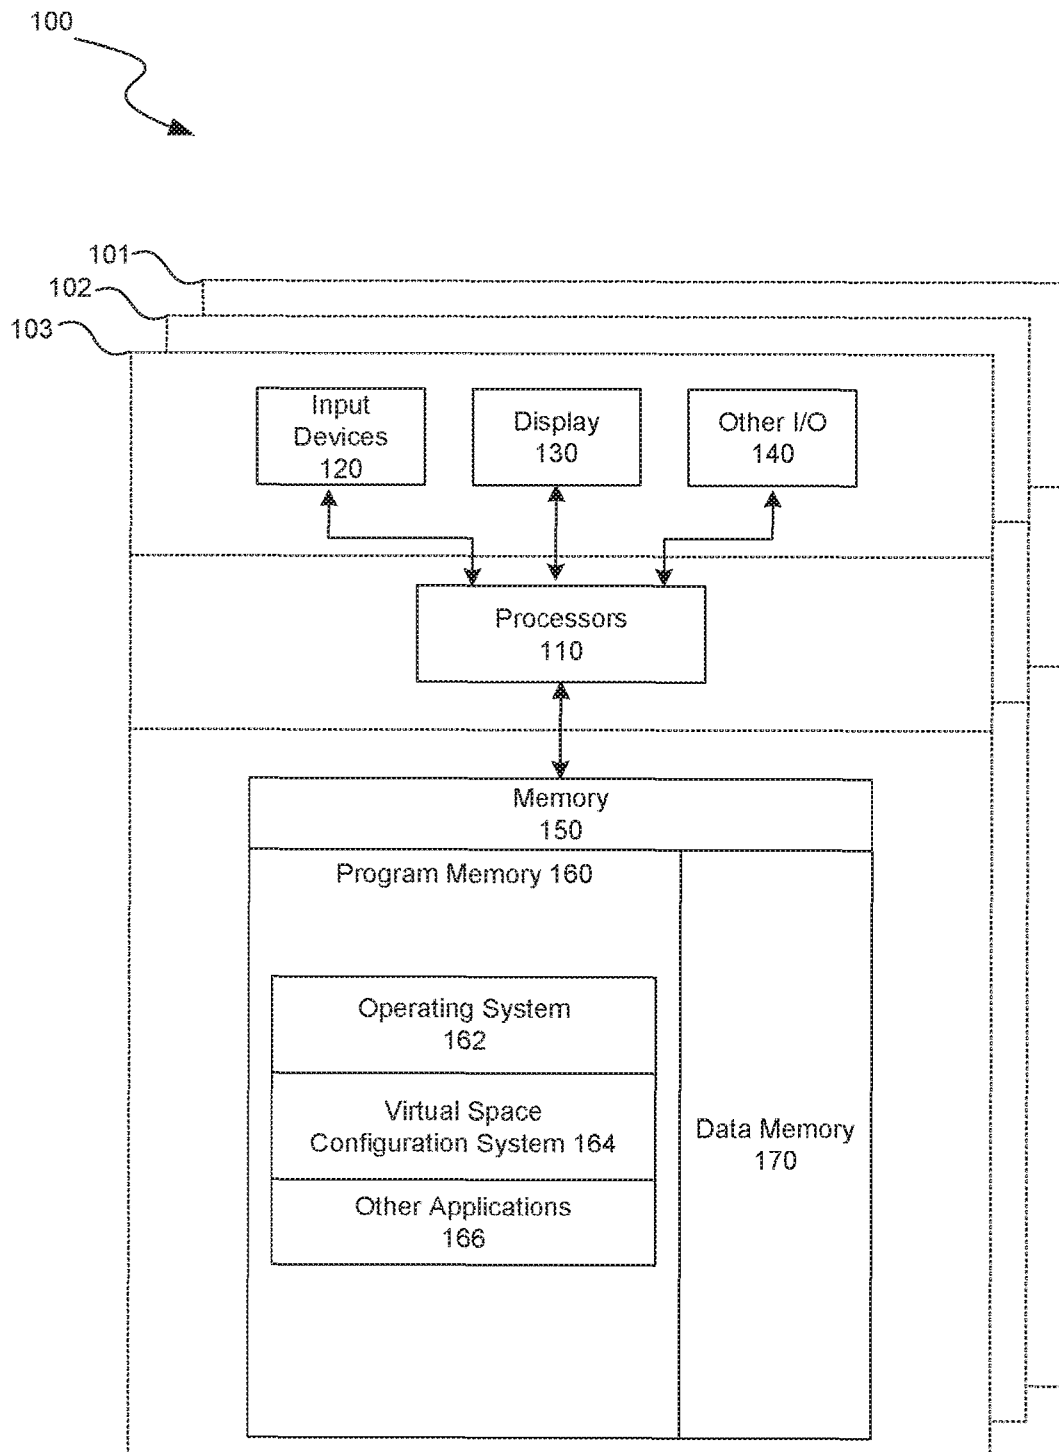 100
101
102
103
Input
Devices
120
Display
130
Other I/O
140
Processors
110
Memory
150
Program Memory 160
Operating System
162
Virtual Space
Configuration System 164
Other Applications
166
Data Memory
170